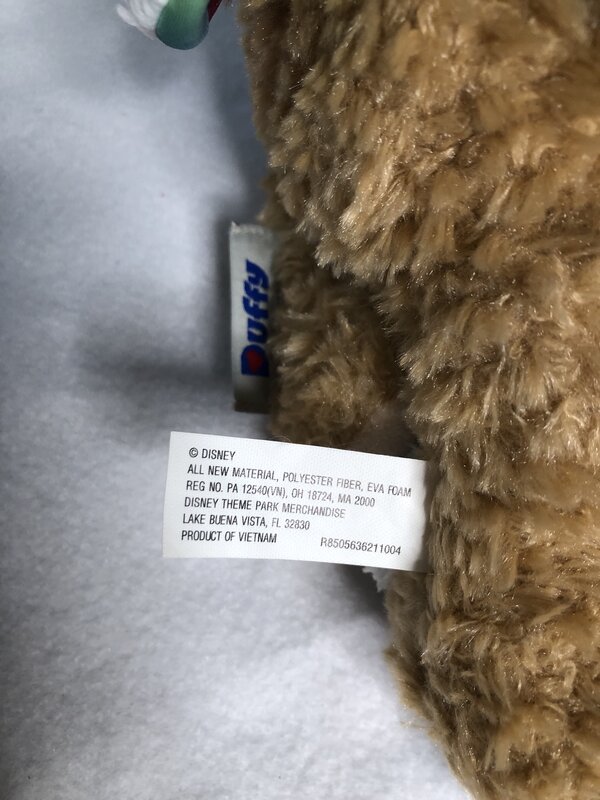 Duffy
© DISNEY
ALL NEW MATERIAL, POLYESTER FIBER, EVA FOAM
REG NO. PA 12540(VN), OH 18724, MA 2000
DISNEY THEME PARK MERCHANDISE
LAKE BUENA VISTA, FL 32830
PRODUCT OF VIETNAM R8505636211004